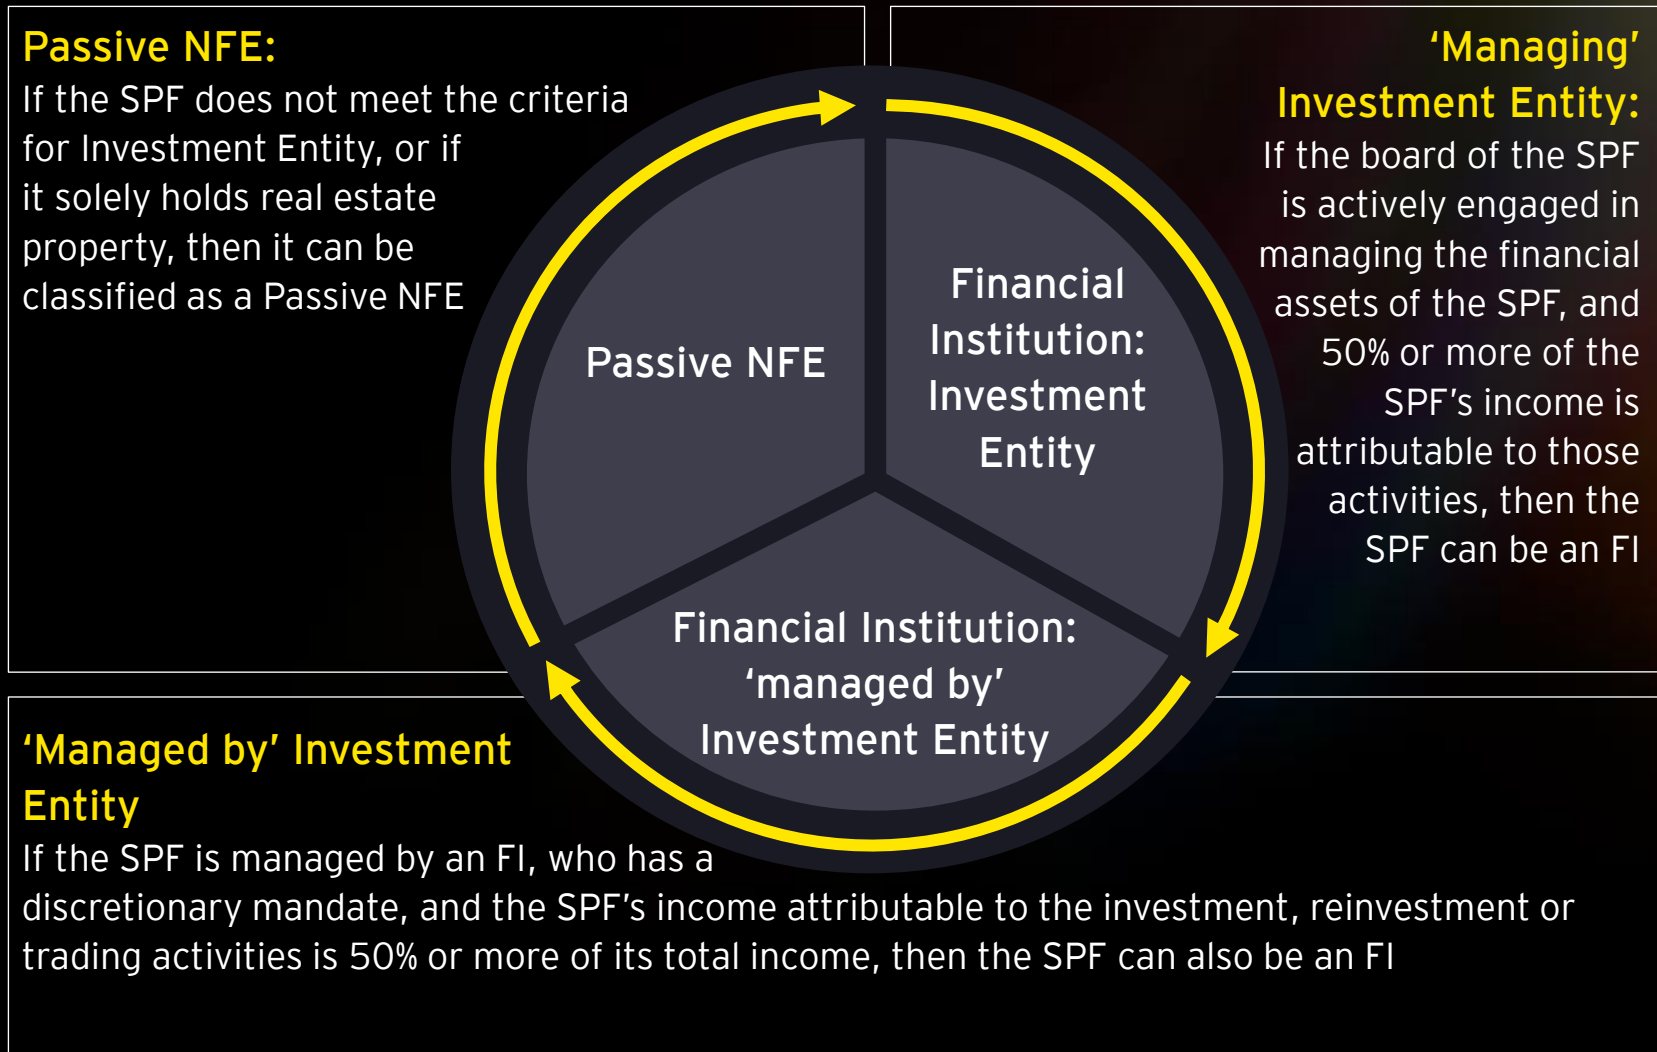 Passive NFE:
If the SPF does not meet the criteria
for Investment Entity, or if
it solely holds real estate
property, then it can be
classified as a Passive NFE
‘Managing’
Investment Entity:
If the board of the SPF
is actively engaged in
managing the financial
assets of the SPF, and
50% or more of the
SPF’s income is
attributable to those
activities, then the
SPF can be an FI
Passive NFE
Financial
Institution:
Investment
Entity
Financial Institution:
‘managed by’
Investment Entity
‘Managed by’ Investment
Entity
If the SPF is managed by an FI, who has a
discretionary mandate, and the SPF’s income attributable to the investment, reinvestment or
trading activities is 50% or more of its total income, then the SPF can also be an FI